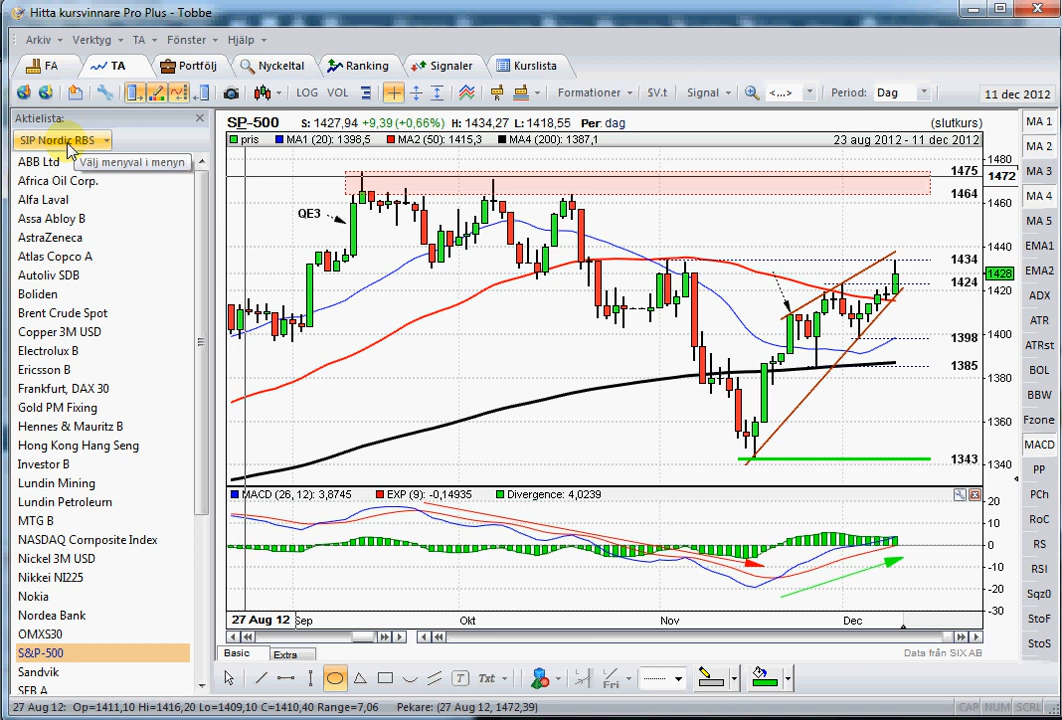 Hitta kursvinnare Pro Plus - Tobbe
Arkiv Verktyg TA Fönster Hjälp
FA TA Portfölj Nyckeltal Ranking Signaler Kurslista
LOG VOL Formationer SV.t Signal <...> Period: Dag 11 dec 2012
Aktielista:
SIP Nordic RBS
Välj menyval i menyn
ABB Ltd
Africa Oil Corp.
Alfa Laval
Assa Abloy B
AstraZeneca
Atlas Copco A
Autoliv SDB
Boliden
Brent Crude Spot
Copper 3M USD
Electrolux B
Ericsson B
Frankfurt, DAX 30
Gold PM Fixing
Hennes & Mauritz B
Hong Kong Hang Seng
Investor B
Lundin Mining
Lundin Petroleum
MTG B
NASDAQ Composite Index
Nickel 3M USD
Nikkei NI225
Nokia
Nordea Bank
OMXS30
S&P-500
Sandvik
SEB A
SP-500 S: 1427,94 +9,39 (+0,66%) H: 1434,27 L: 1418,55 Per: dag (slutkurs)
pris MA1 (20): 1398,5 MA2 (50): 1415,3 MA4 (200): 1387,1 23 aug 2012 - 11 dec 2012
QE3
1475
1464
1434
1424
1398
1385
1343
1480
1472
1460
1440
1428
1420
1400
1380
1360
1340
MACD (26, 12): 3,8745 EXP (9): -0,14935 Divergence: 4,0239
20
10
0
-10
-20
-30
27 Aug 12 Sep Okt Nov Dec
Basic Extra Data från SIX AB
T Txt Fri
MA 1
MA 2
MA 3
MA 4
MA 5
EMA1
EMA2
ADX
ATR
ATRst
BOL
BBW
Fzone
MACD
PP
PCh
RoC
RS
RSI
Sqz0
StoF
StoS
27 Aug 12: Op=1411,10 Hi=1416,20 Lo=1409,10 C=1410,40 Range=7,06 Pekare: (27 Aug 12, 1472,39) CAP NUM SCRL